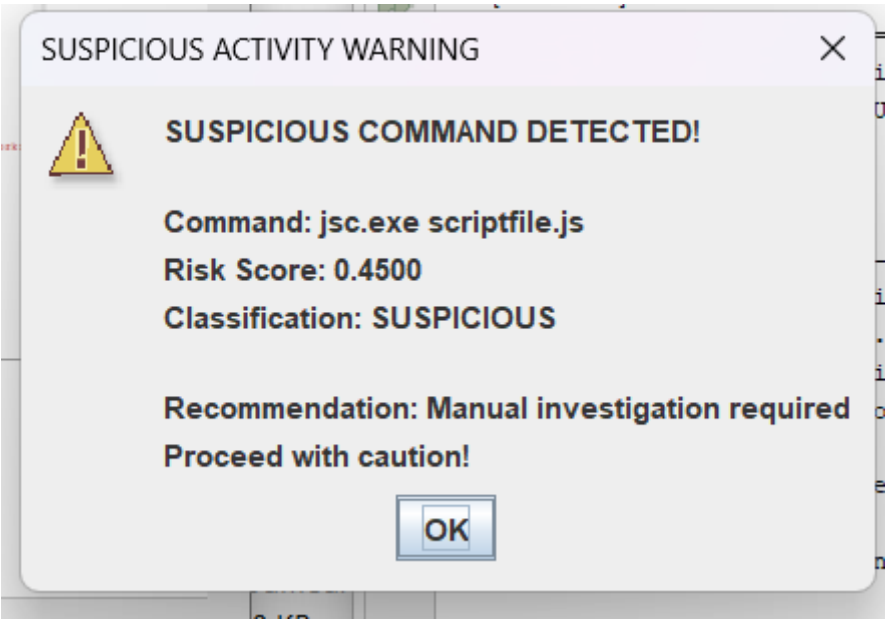 SUSPICIOUS ACTIVITY WARNING
SUSPICIOUS COMMAND DETECTED!
Command: jsc.exe scriptfile.js
Risk Score: 0.4500
Classification: SUSPICIOUS
Recommendation: Manual investigation required
Proceed with caution!
OK